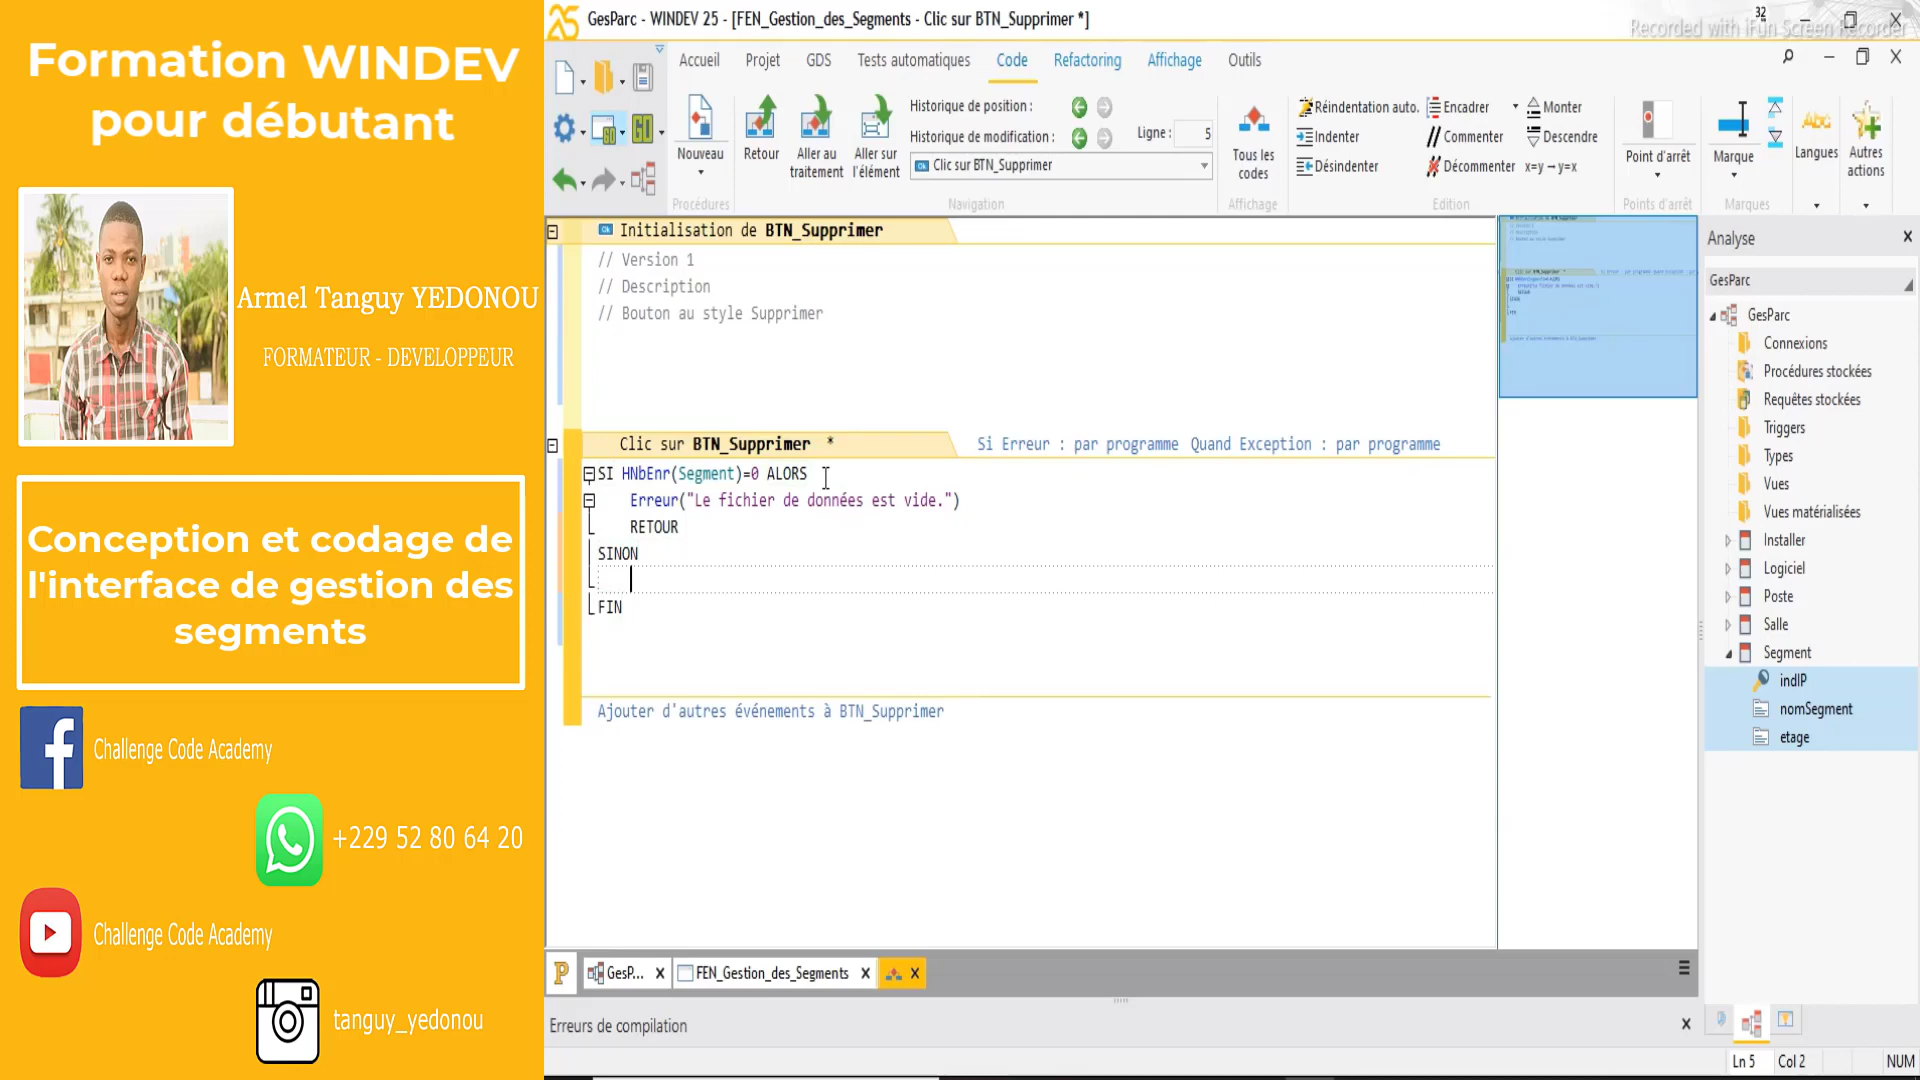 Formation WINDEV
pour débutant
Armel Tanguy YEDONOU
FORMATEUR - DEVELOPPEUR
Conception et codage de
l'interface de gestion des
segments
Challenge Code Academy
+229 52 80 64 20
Challenge Code Academy
tanguy_yedonou
GesParc - WINDEV 25 - [FEN_Gestion_des_Segments - Clic sur BTN_Supprimer *]
32
Recorded with iFun Screen Recorder
Accueil Projet GDS Tests automatiques Code Refactoring Affichage Outils
Nouveau
Procédures
Retour
Aller au traitement
Aller sur l'élément
Historique de position :
Historique de modification :
Ligne : 5
Clic sur BTN_Supprimer
Navigation
Tous les codes
Affichage
Réindentation auto.
Indenter
Désindenter
Encadrer
// Commenter
Décommenter
Monter
Descendre
x=y→y=x
Edition
Point d'arrêt
Points d'arrêt
Marque
Marques
Langues
Autres actions
Initialisation de BTN_Supprimer
// Version 1
// Description
// Bouton au style Supprimer
Clic sur BTN_Supprimer *
Si Erreur : par programme Quand Exception : par programme
SI HNbEnr(Segment)=0 ALORS
Erreur("Le fichier de données est vide.")
RETOUR
SINON
FIN
Ajouter d'autres événements à BTN_Supprimer
Analyse
GesParc
GesParc
Connexions
Procédures stockées
Requêtes stockées
Triggers
Types
Vues
Vues matérialisées
Installer
Logiciel
Poste
Salle
Segment
indIP
nomSegment
etage
GesP...
FEN_Gestion_des_Segments
Erreurs de compilation
Ln 5 Col 2 NUM